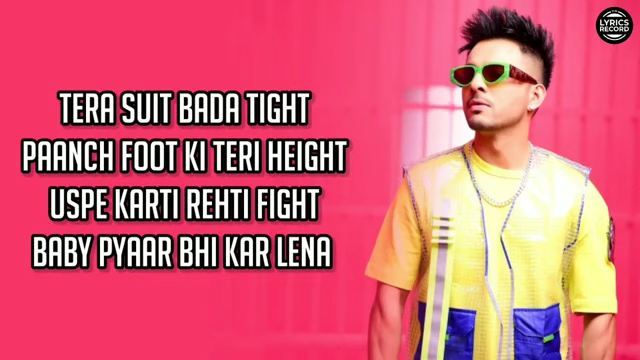 TERA SUIT BADA TIGHT
PAANCH FOOT KI TERI HEIGHT
USPE KARTI REHTI FIGHT
BABY PYAAR BHI KAR LENA
LYRICS
RECORD